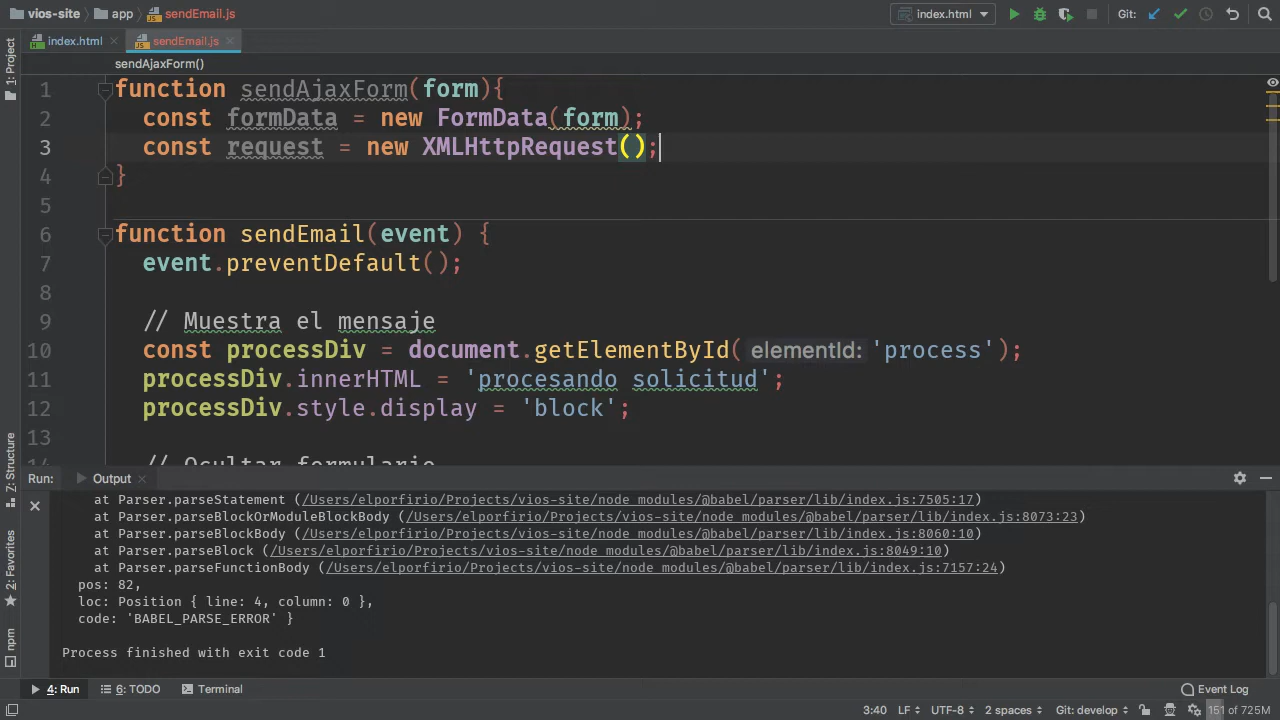 vios-site app sendEmail.js index.html Git:
index.html sendEmail.js
sendAjaxForm()
1: Project
1 function sendAjaxForm(form){
2 const formData = new FormData(form);
3 const request = new XMLHttpRequest();
4 }
5
6 function sendEmail(event) {
7 event.preventDefault();
8
9 // Muestra el mensaje
10 const processDiv = document.getElementById( elementId: 'process');
11 processDiv.innerHTML = 'procesando solicitud';
12 processDiv.style.display = 'block';
13
14 // Ocultar formulario
Z: Structure
2: Favorites
npm
Run: Output
at Parser.parseStatement (/Users/elporfirio/Projects/vios-site/node_modules/@babel/parser/lib/index.js:7505:17)
at Parser.parseBlockOrModuleBlockBody (/Users/elporfirio/Projects/vios-site/node_modules/@babel/parser/lib/index.js:8073:23)
at Parser.parseBlockBody (/Users/elporfirio/Projects/vios-site/node_modules/@babel/parser/lib/index.js:8060:10)
at Parser.parseBlock (/Users/elporfirio/Projects/vios-site/node_modules/@babel/parser/lib/index.js:8049:10)
at Parser.parseFunctionBody (/Users/elporfirio/Projects/vios-site/node_modules/@babel/parser/lib/index.js:7157:24)
pos: 82,
loc: Position { line: 4, column: 0 },
code: 'BABEL_PARSE_ERROR' }
Process finished with exit code 1
4: Run 6: TODO Terminal Event Log
3:40 LF UTF-8 2 spaces Git: develop 151 of 725M